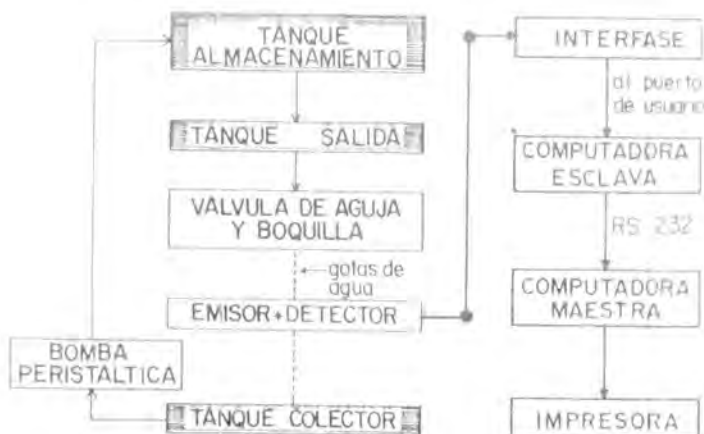 TANQUE
ALMACENAMIENTO
TANQUE SALIDA
VALVULA DE AGUJA
Y BOQUILLA
gotas de
agua
EMISOR+DETECTOR
BOMBA
PERISTALTICA
TANQUE COLECTOR
INTERFASE
al puerto
de usuario
COMPUTADORA
ESCLAVA
RS 232
COMPUTADORA
MAESTRA
IMPRESORA